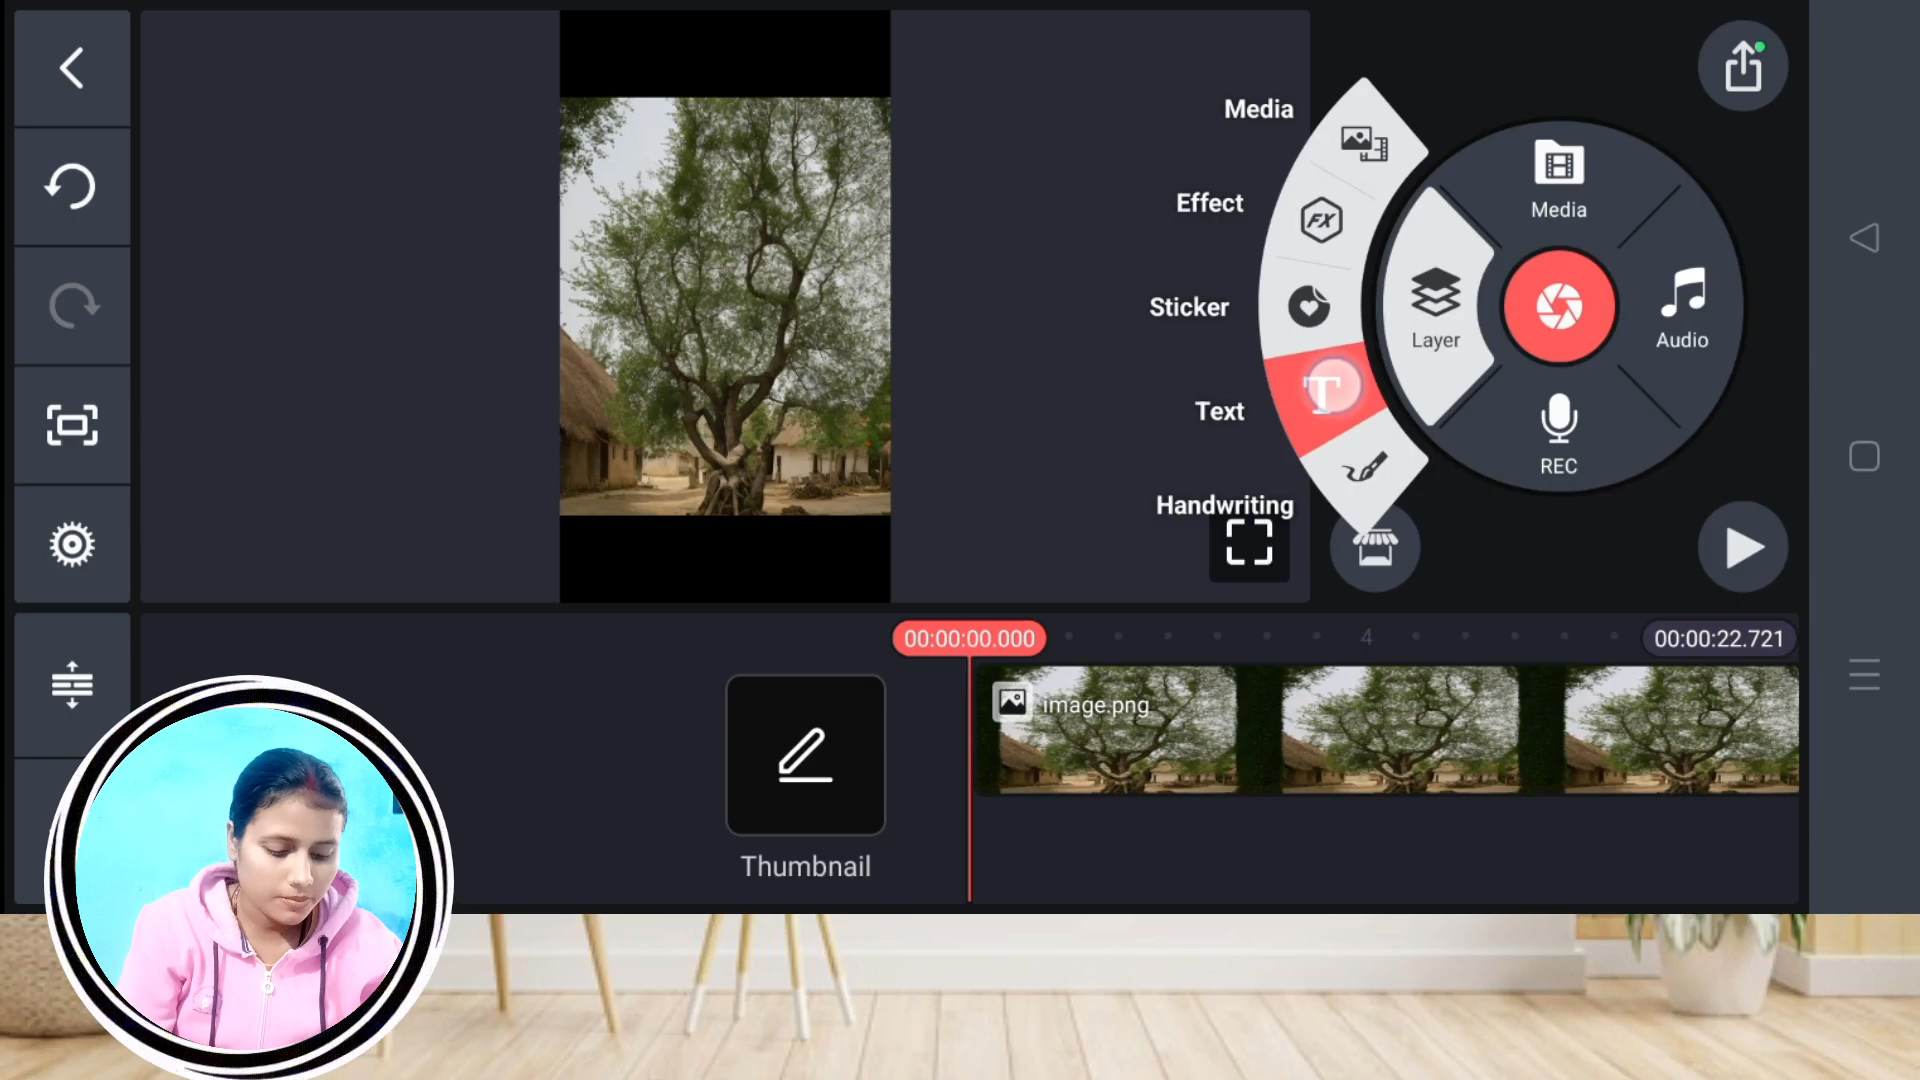 Media
Effect
Sticker
Text
Handwriting
Media
Layer
Audio
REC
FX
T
00:00:00.000
4
00:00:22.721
image.png
Thumbnail